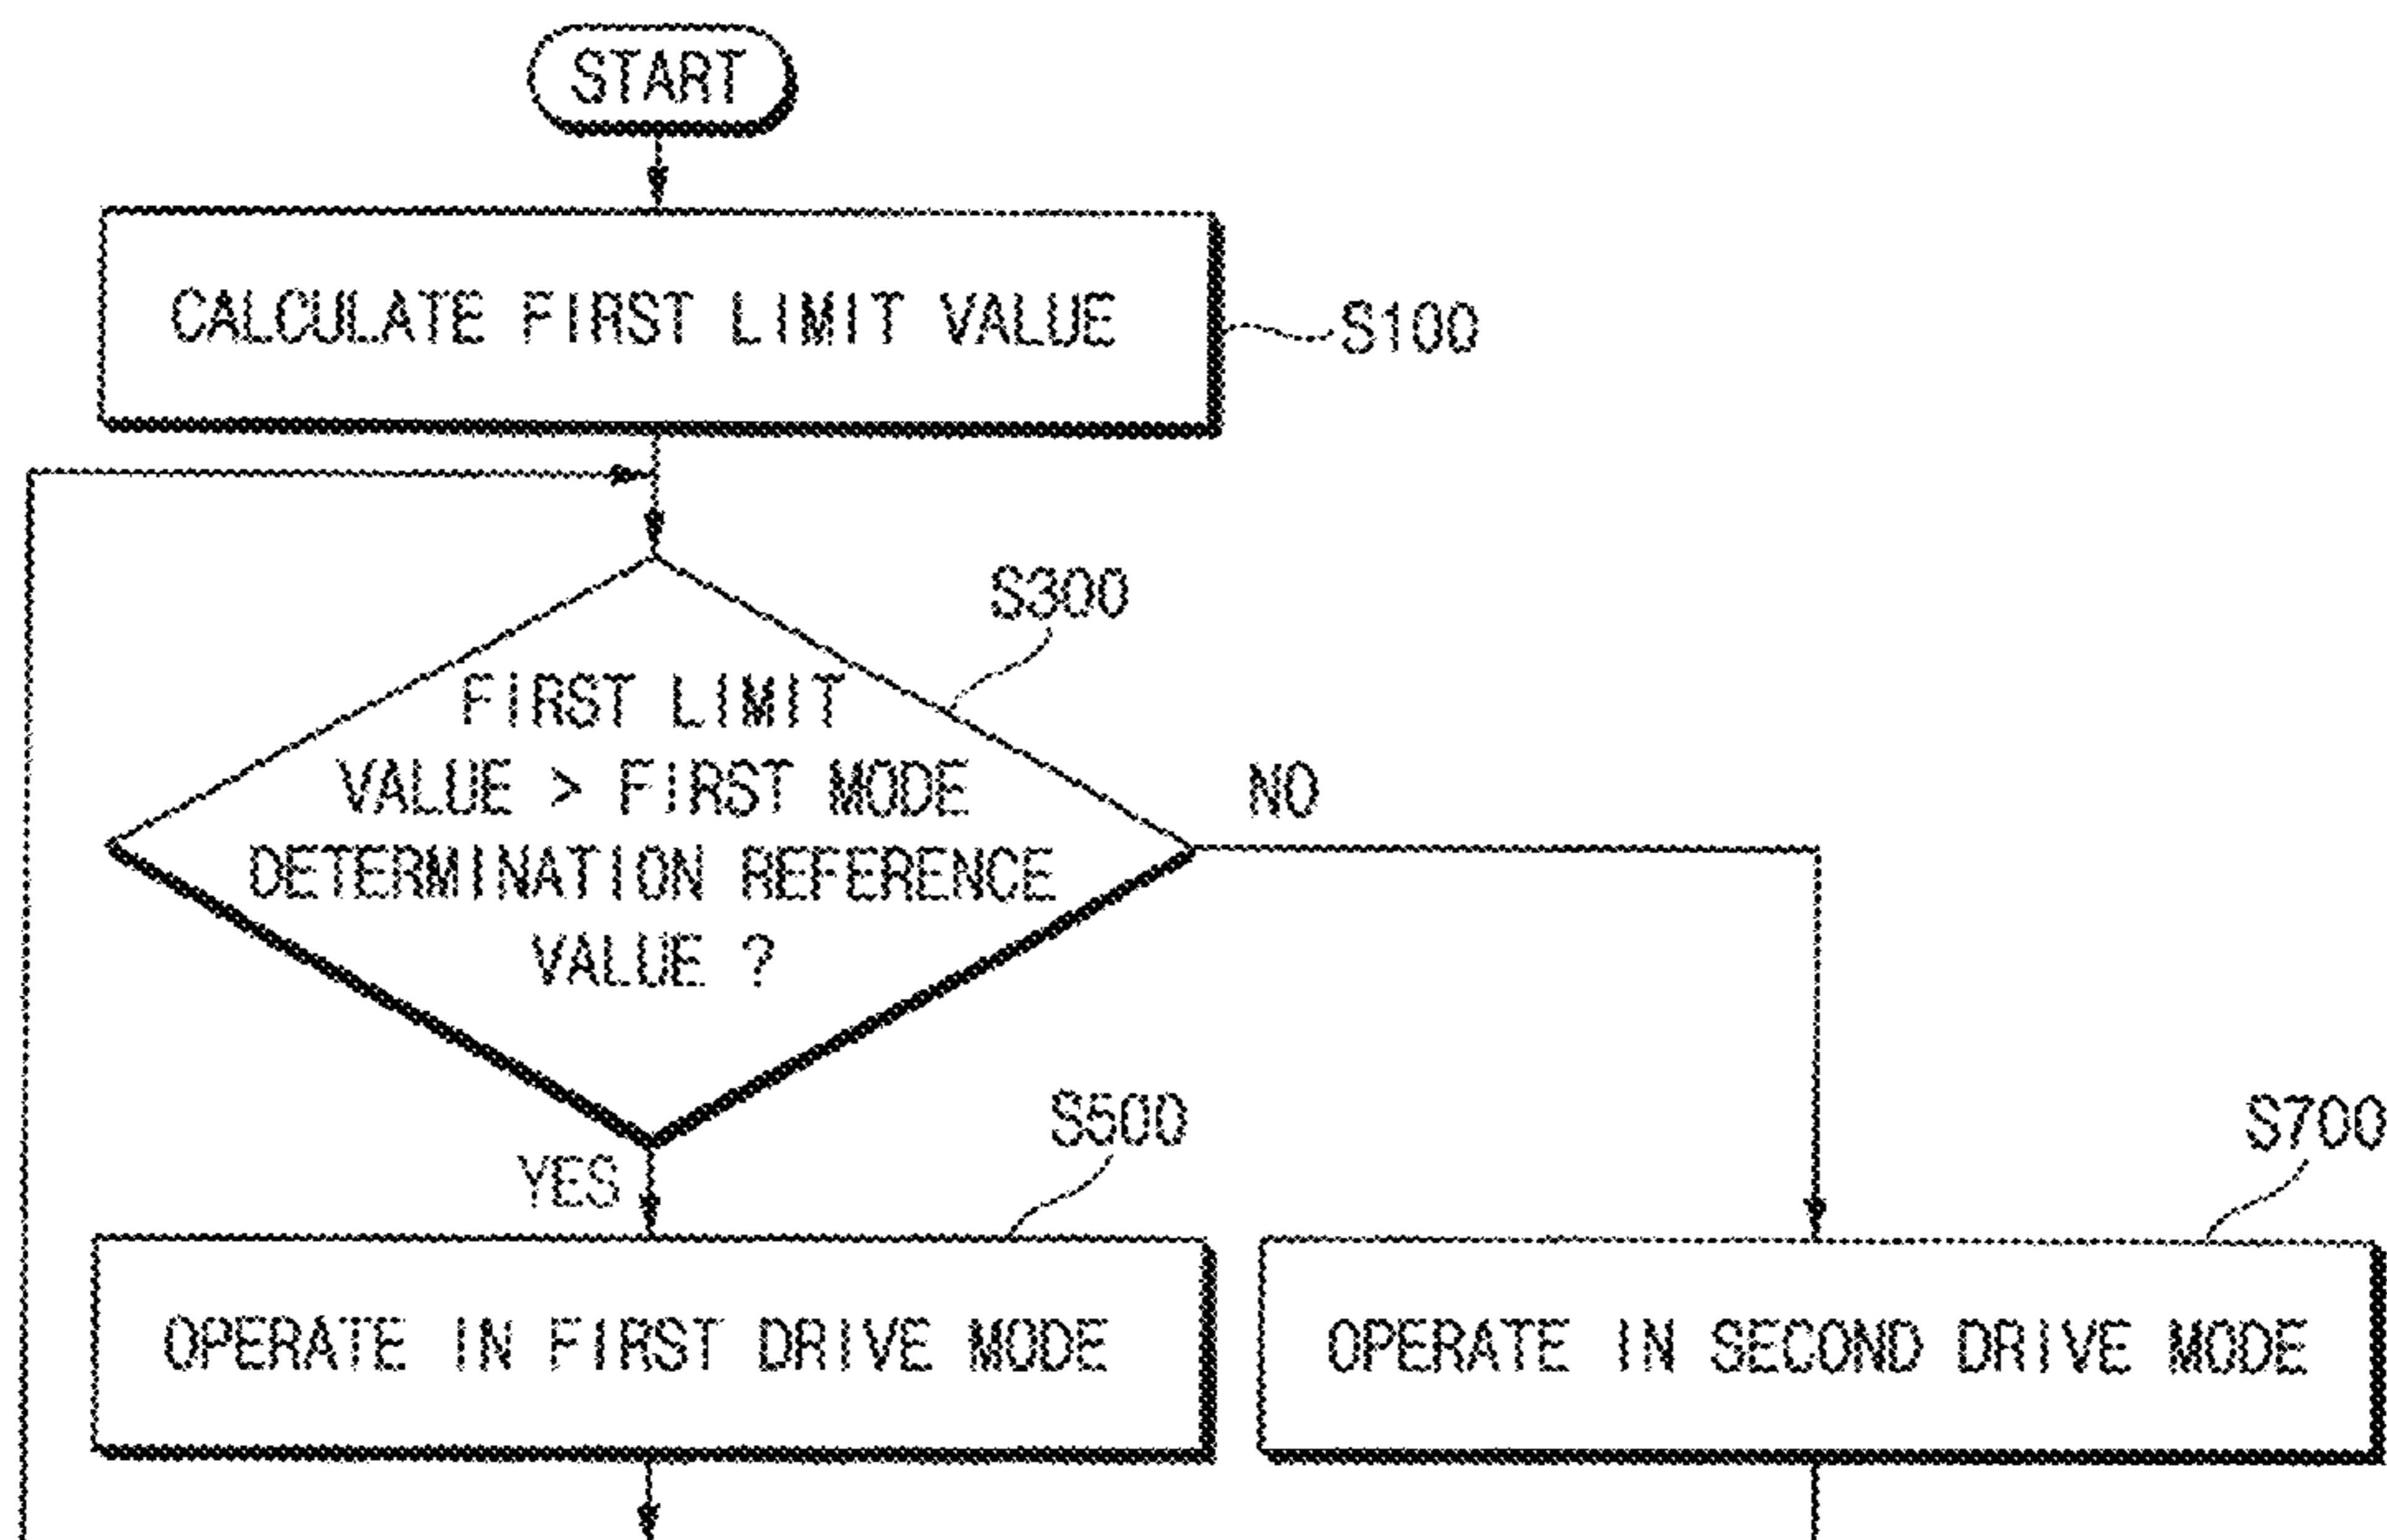 START
CALCULATE FIRST LIMIT VALUE
S100
S300
FIRST LIMIT
VALUE > FIRST MODE
DETERMINATION REFERENCE
VALUE ?
NO
YES
S500
S700
OPERATE IN FIRST DRIVE MODE
OPERATE IN SECOND DRIVE MODE